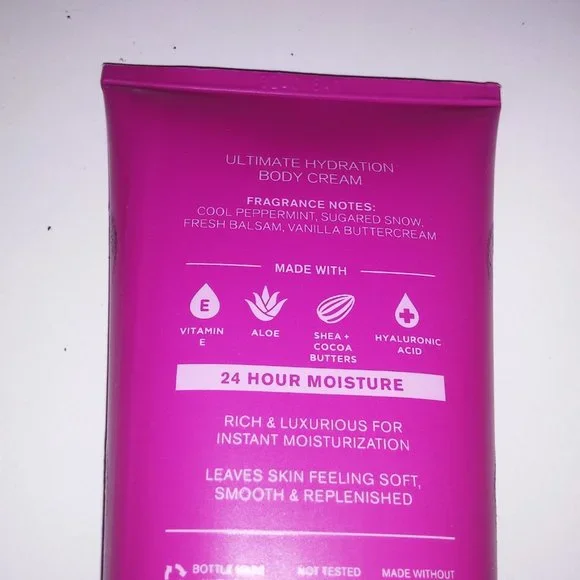 ULTIMATE HYDRATION
BODY CREAM
FRAGRANCE NOTES:
COOL PEPPERMINT, SUGARED SNOW,
FRESH BALSAM, VANILLA BUTTERCREAM
MADE WITH
E
VITAMIN
E
ALOE
SHEA +
COCOA
BUTTERS
HYALURONIC
ACID
24 HOUR MOISTURE
RICH & LUXURIOUS FOR
INSTANT MOISTURIZATION
LEAVES SKIN FEELING SOFT,
SMOOTH & REPLENISHED
BOTTLE
NOT TESTED
MADE WITHOUT